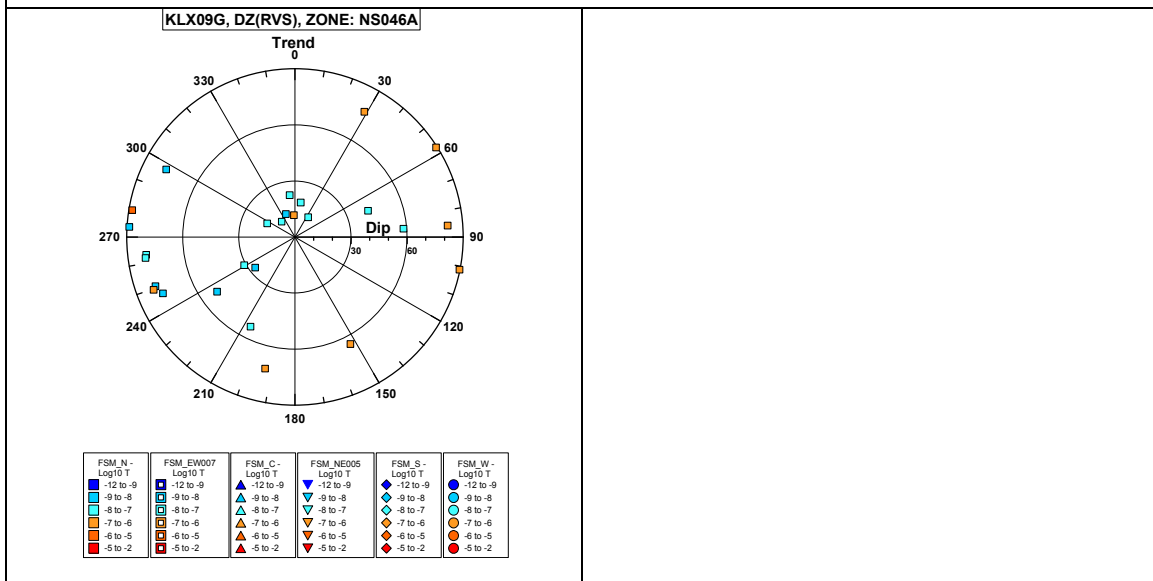 KLX09G, DZ(RVS), ZONE: NS046A
Trend
0
330 30
300 60
Dip
270 30 60 90
240 120
210 150
180
FSM_N - FSM_EW007 FSM_C - FSM_NE005 FSM_S - FSM_W -
Log10 T Log10 T Log10 T Log10 T Log10 T Log10 T
-12 to -9 -12 to -9 -12 to -9 -12 to -9 -12 to -9 -12 to -9
-9 to -8 -9 to -8 -9 to -8 -9 to -8 -9 to -8 -9 to -8
-8 to -7 -8 to -7 -8 to -7 -8 to -7 -8 to -7 -8 to -7
-7 to -6 -7 to -6 -7 to -6 -7 to -6 -7 to -6 -7 to -6
-6 to -5 -6 to -5 -6 to -5 -6 to -5 -6 to -5 -6 to -5
-5 to -2 -5 to -2 -5 to -2 -5 to -2 -5 to -2 -5 to -2